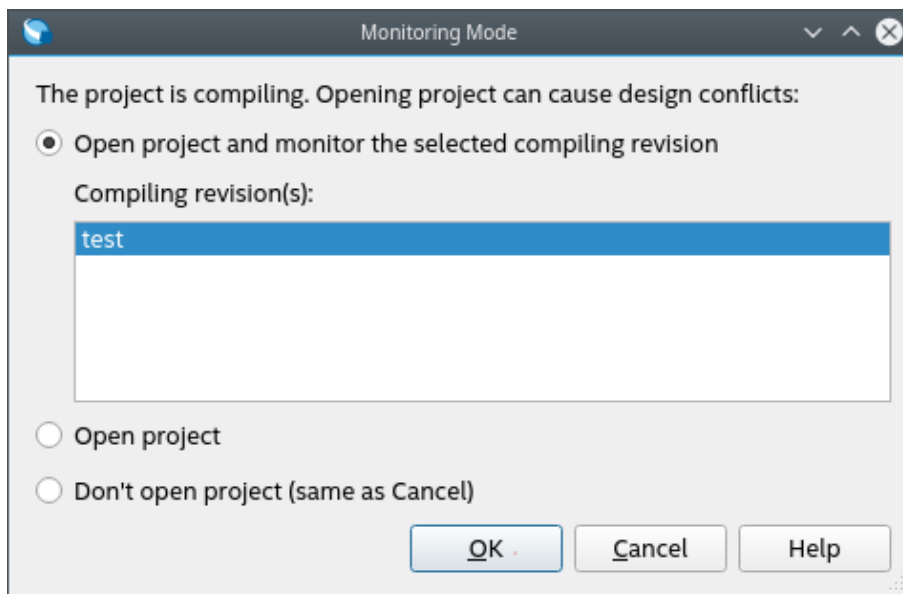 Monitoring Mode
The project is compiling. Opening project can cause design conflicts:
Open project and monitor the selected compiling revision
Compiling revision(s):
test
Open project
Don't open project (same as Cancel)
OK
Cancel
Help